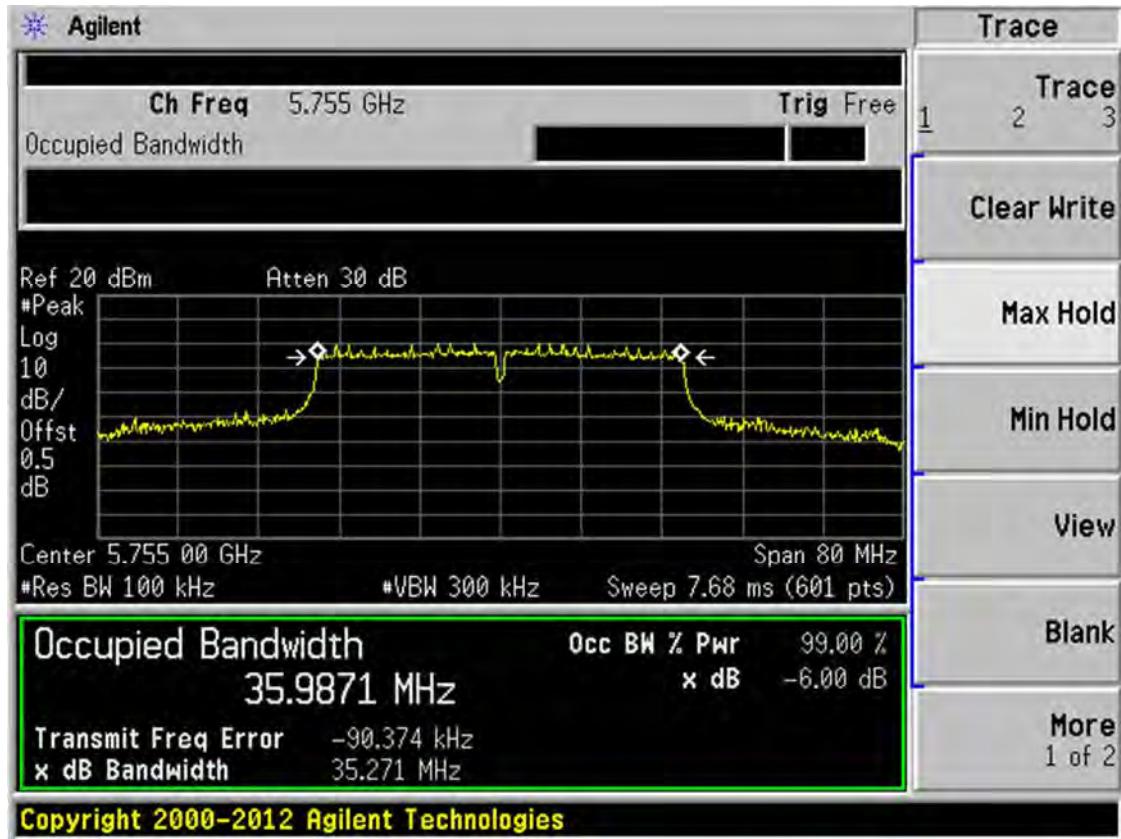 Agilent
Trace
Ch Freq 5.755 GHz Trig Free
Occupied Bandwidth
Trace
1 2 3
Clear Write
Max Hold
Min Hold
View
Blank
More
1 of 2
Ref 20 dBm Atten 30 dB
#Peak
Log
10
dB/
Offst
0.5
dB
Center 5.755 00 GHz Span 80 MHz
#Res BW 100 kHz #VBW 300 kHz Sweep 7.68 ms (601 pts)
Occupied Bandwidth Occ BW % Pwr 99.00 %
35.9871 MHz x dB -6.00 dB
Transmit Freq Error -90.374 kHz
x dB Bandwidth 35.271 MHz
Copyright 2000-2012 Agilent Technologies